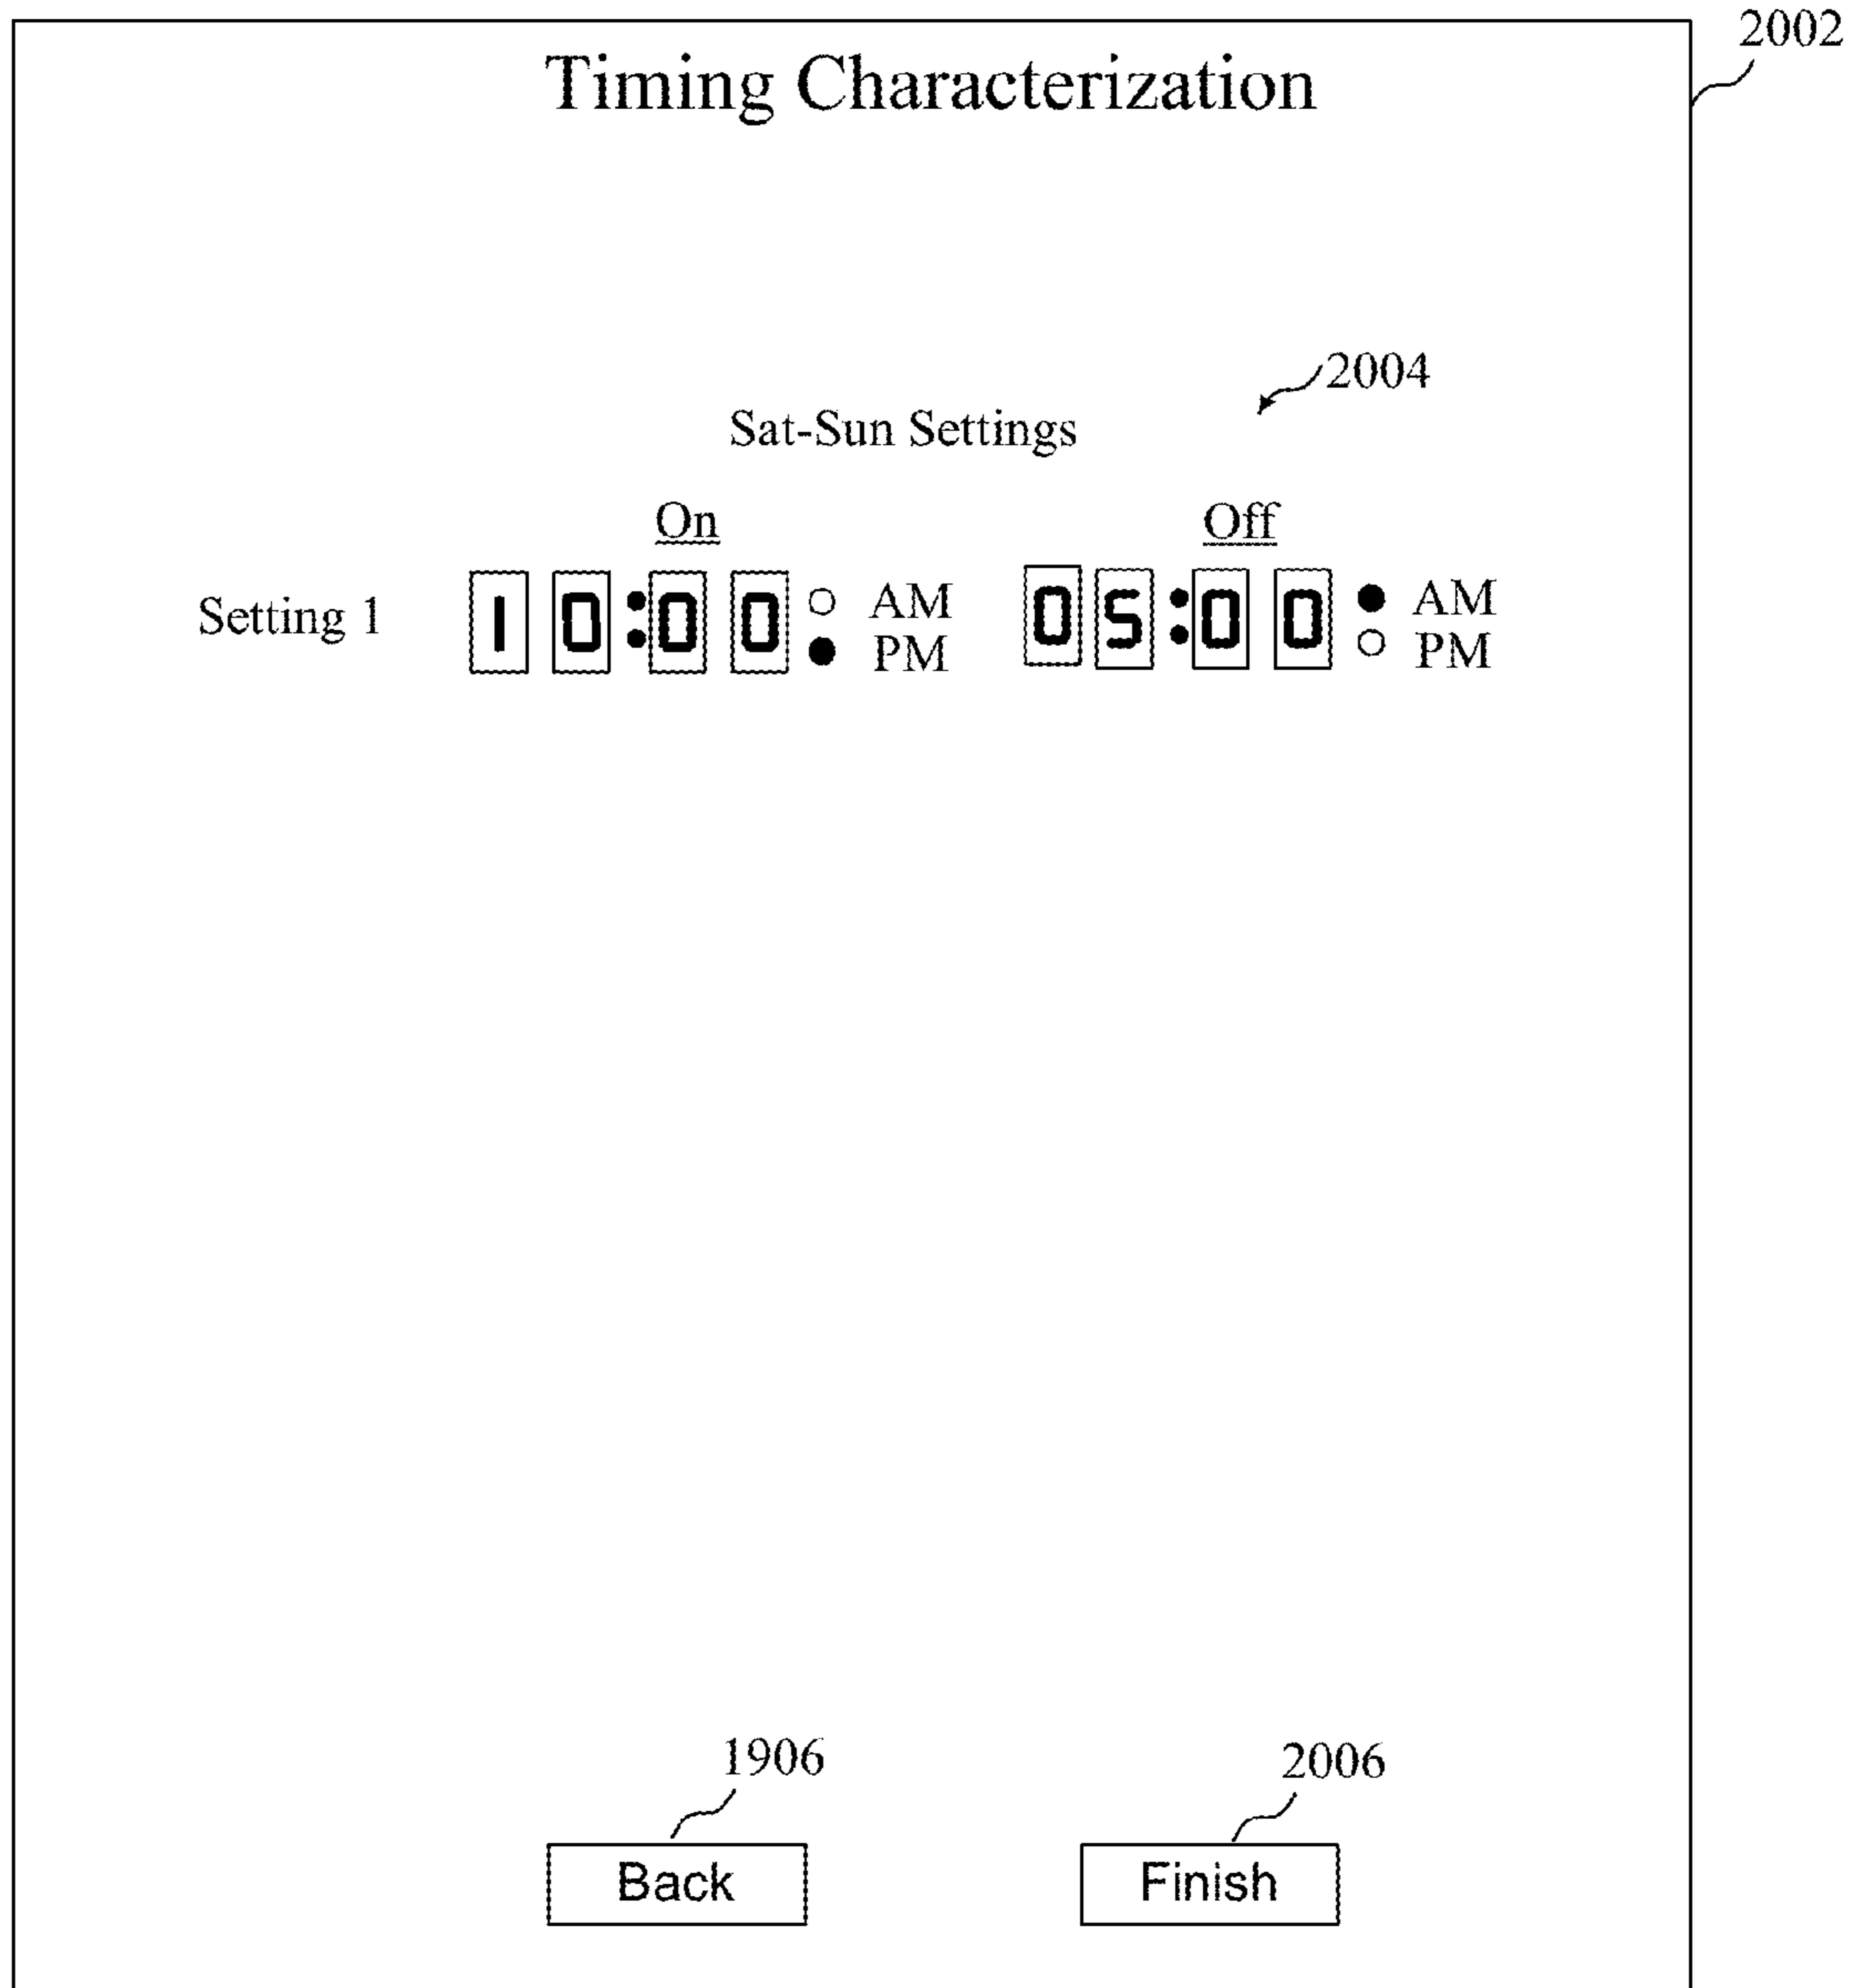 2002
Timing Characterization
2004
Sat-Sun Settings
On Off
Setting 1 10:00 AM PM 05:00 AM PM
1906 2006
Back Finish